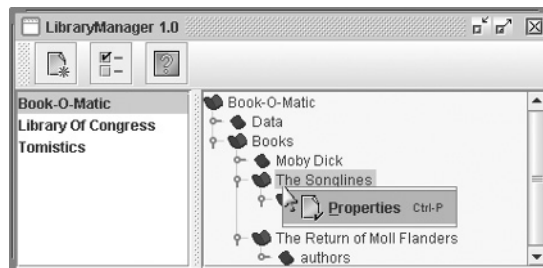 LibraryManager 1.0
Book-O-Matic
Library Of Congress
Tomistics
Book-O-Matic
Data
Books
Moby Dick
The Songlines
Properties Ctrl-P
The Return of Moll Flanders
authors